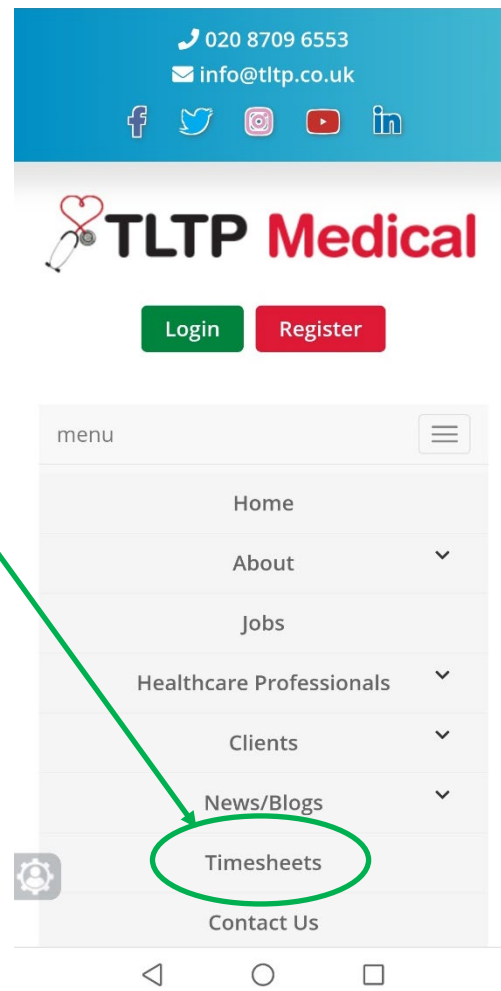 020 8709 6553
info@tltp.co.uk
TLTP Medical
Login Register
menu
Home
About
Jobs
Healthcare Professionals
Clients
News/Blogs
Timesheets
Contact Us